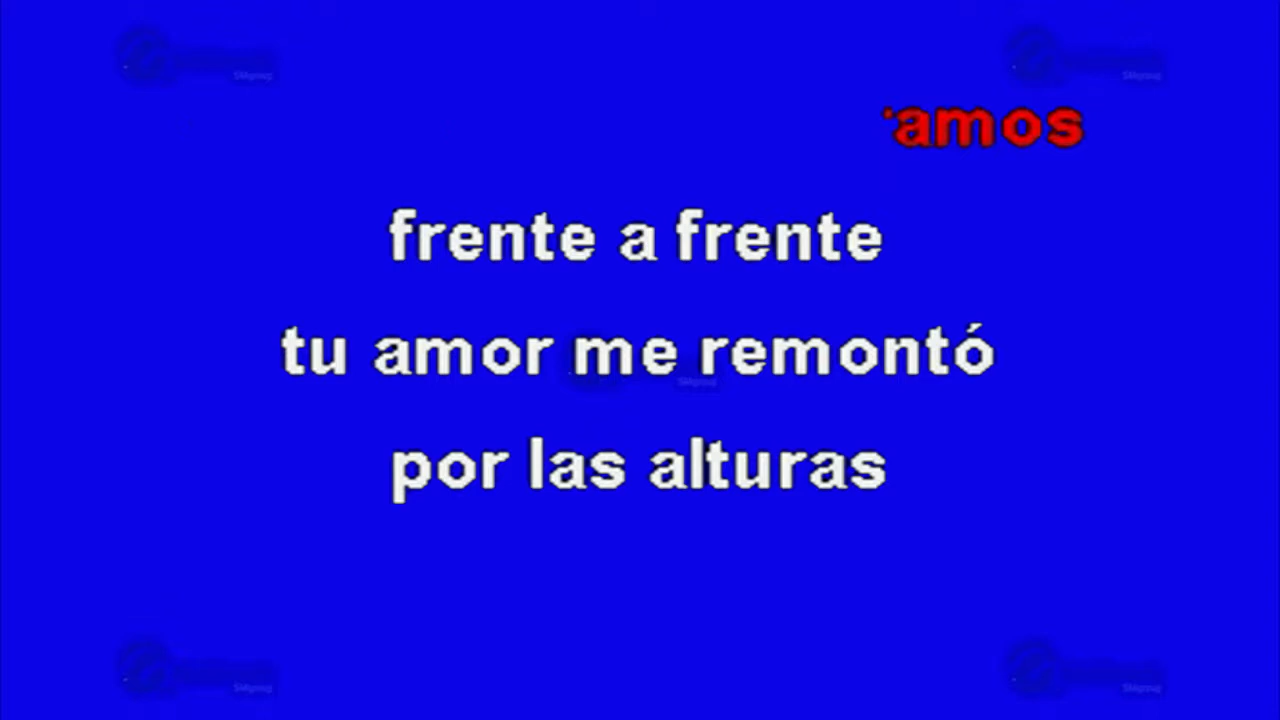 amos
frente a frente
tu amor me remontó
por las alturas